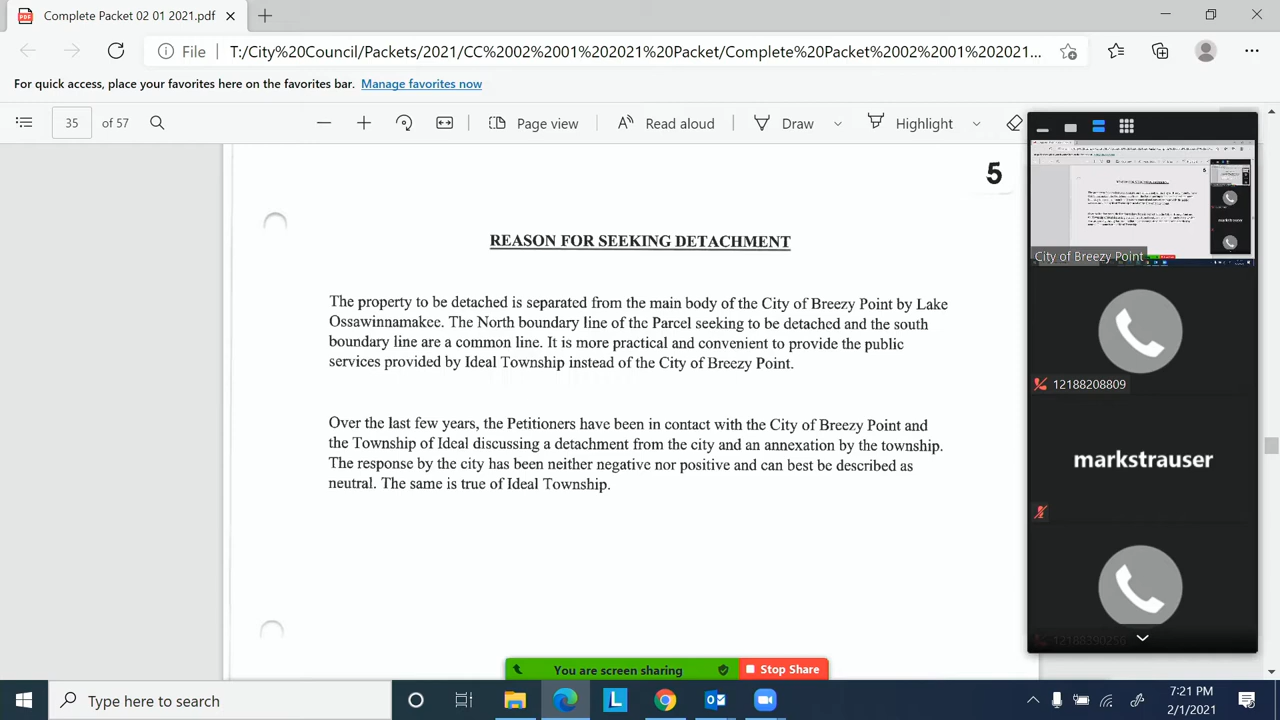 Complete Packet 02 01 2021.pdf
File
T:/City%20Council/Packets/2021/CC%2002%2001%202021%20Packet/Complete%20Packet%2002%2001%202021%20...
For quick access, place your favorites here on the favorites bar.
Manage favorites now
35 of 57
Page view
Read aloud
Draw
Highlight
5
REASON FOR SEEKING DETACHMENT
The property to be detached is separated from the main body of the City of Breezy Point by Lake
Ossawinnamakee. The North boundary line of the Parcel seeking to be detached and the south
boundary line are a common line. It is more practical and convenient to provide the public
services provided by Ideal Township instead of the City of Breezy Point.
Over the last few years, the Petitioners have been in contact with the City of Breezy Point and
the Township of Ideal discussing a detachment from the city and an annexation by the township.
The response by the city has been neither negative nor positive and can best be described as
neutral. The same is true of Ideal Township.
City of Breezy Point
12188208809
markstrauser
You are screen sharing
Stop Share
Type here to search
L
7:21 PM
2/1/2021